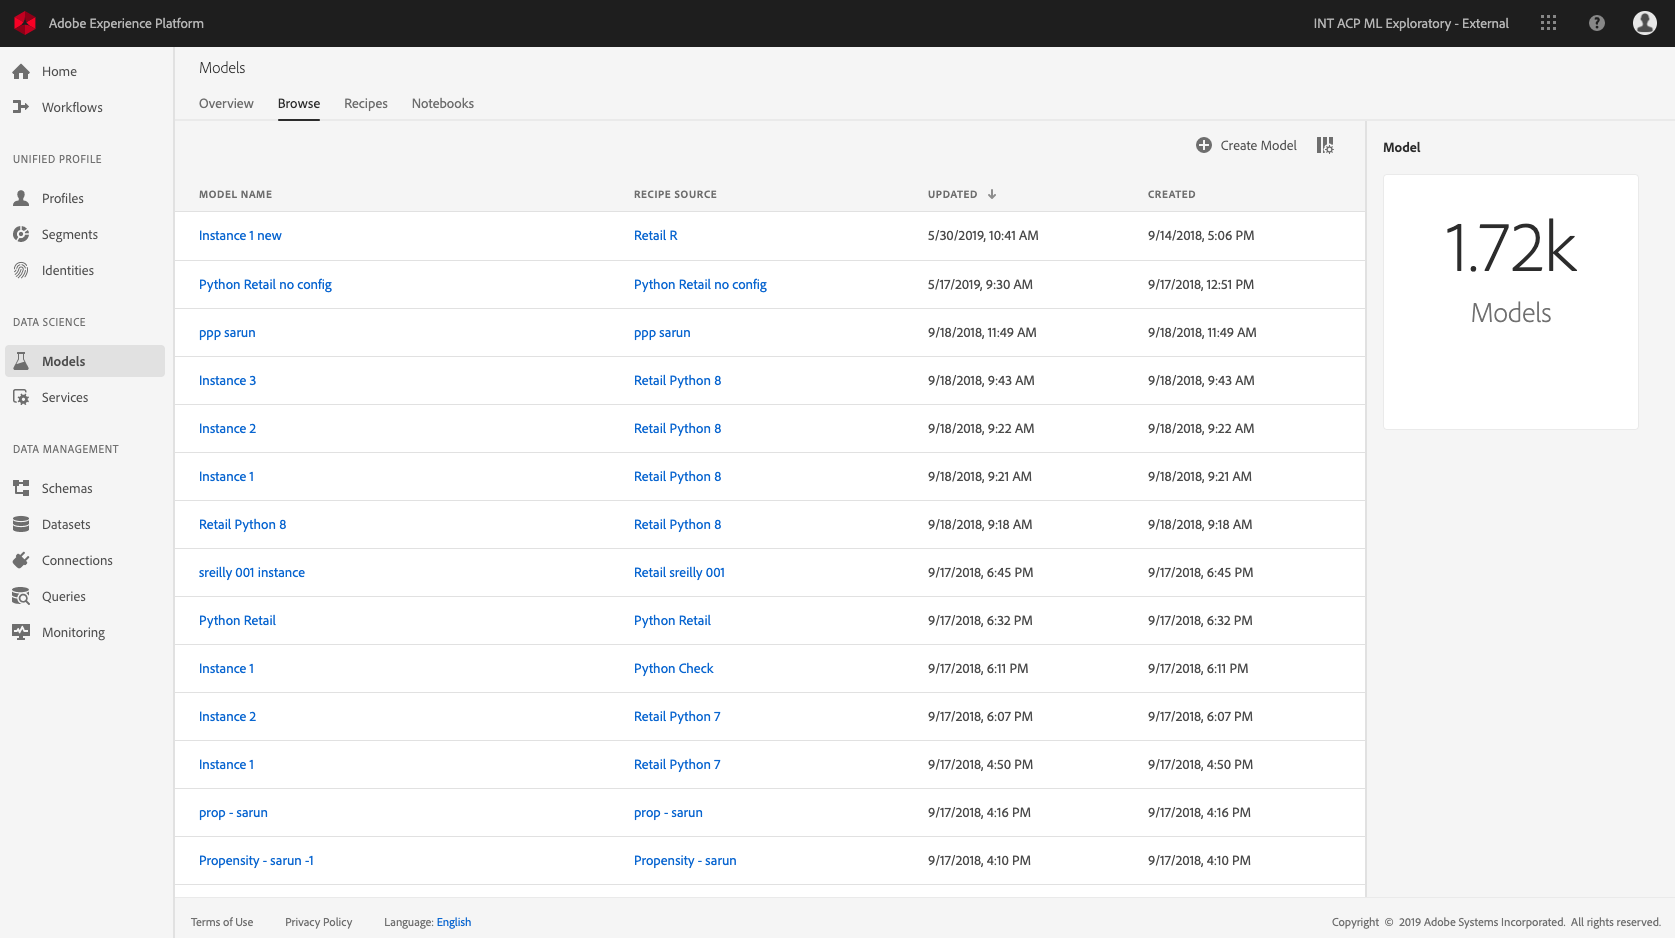 Adobe Experience Platform
INT ACP ML Exploratory - External
Home
Workflows
UNIFIED PROFILE
Profiles
Segments
Identities
DATA SCIENCE
Models
Services
DATA MANAGEMENT
Schemas
Datasets
Connections
Queries
Monitoring
Models
Overview Browse Recipes Notebooks
Create Model
MODEL NAME RECIPE SOURCE UPDATED CREATED
Instance 1 new Retail R 5/30/2019, 10:41 AM 9/14/2018, 5:06 PM
Python Retail no config Python Retail no config 5/17/2019, 9:30 AM 9/17/2018, 12:51 PM
ppp sarun ppp sarun 9/18/2018, 11:49 AM 9/18/2018, 11:49 AM
Instance 3 Retail Python 8 9/18/2018, 9:43 AM 9/18/2018, 9:43 AM
Instance 2 Retail Python 8 9/18/2018, 9:22 AM 9/18/2018, 9:22 AM
Instance 1 Retail Python 8 9/18/2018, 9:21 AM 9/18/2018, 9:21 AM
Retail Python 8 Retail Python 8 9/18/2018, 9:18 AM 9/18/2018, 9:18 AM
sreilly 001 instance Retail sreilly 001 9/17/2018, 6:45 PM 9/17/2018, 6:45 PM
Python Retail Python Retail 9/17/2018, 6:32 PM 9/17/2018, 6:32 PM
Instance 1 Python Check 9/17/2018, 6:11 PM 9/17/2018, 6:11 PM
Instance 2 Retail Python 7 9/17/2018, 6:07 PM 9/17/2018, 6:07 PM
Instance 1 Retail Python 7 9/17/2018, 4:50 PM 9/17/2018, 4:50 PM
prop - sarun prop - sarun 9/17/2018, 4:16 PM 9/17/2018, 4:16 PM
Propensity - sarun -1 Propensity - sarun 9/17/2018, 4:10 PM 9/17/2018, 4:10 PM
Model
1.72k
Models
Terms of Use Privacy Policy Language: English
Copyright © 2019 Adobe Systems Incorporated. All rights reserved.